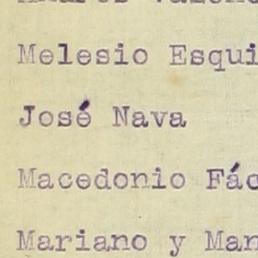 Melesio Esqui
José Nava
Macedonio Fác
Mariano y Man